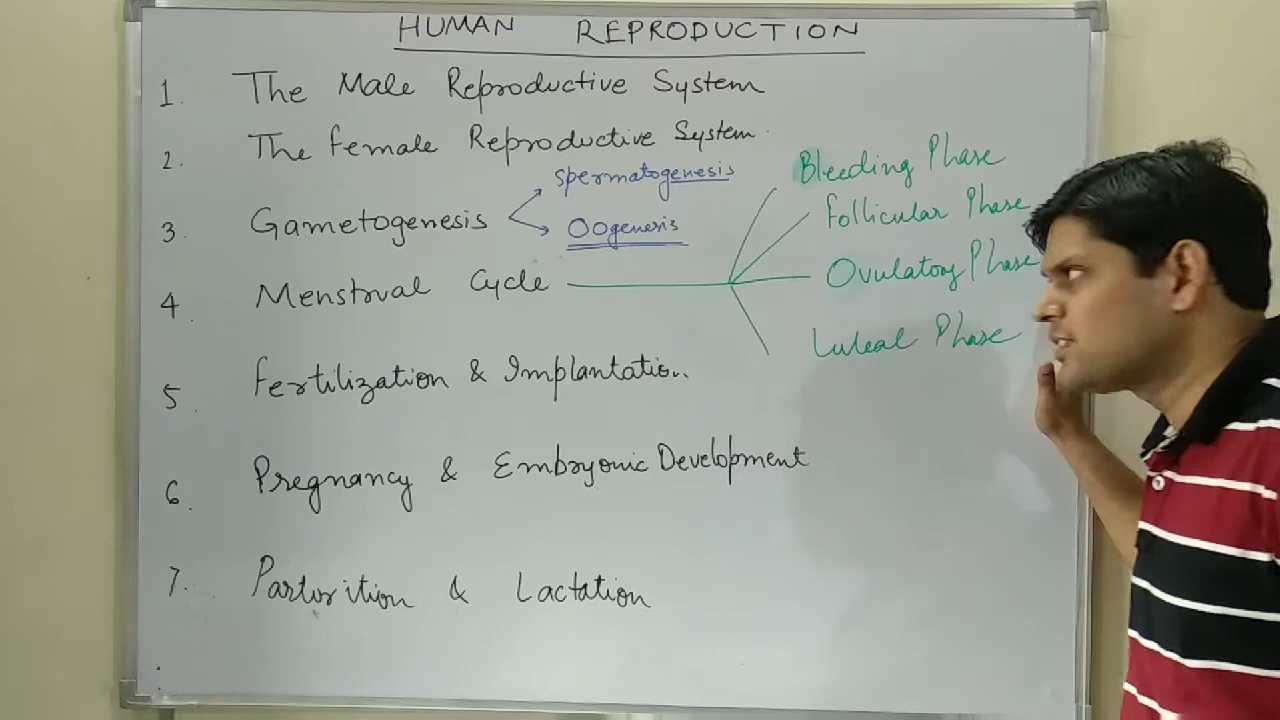 HUMAN REPRODUCTION
1. The Male Reproductive System
2. The Female Reproductive System.
3. Gametogenesis
spermatogenesis
Oogenesis
4. Menstrual Cycle
Bleeding Phase
Follicular Phase
Ovulatory Phase
Luteal Phase
5. Fertilization & Implantation.
6. Pregnancy & Embryonic Development
7. Parturition & Lactation